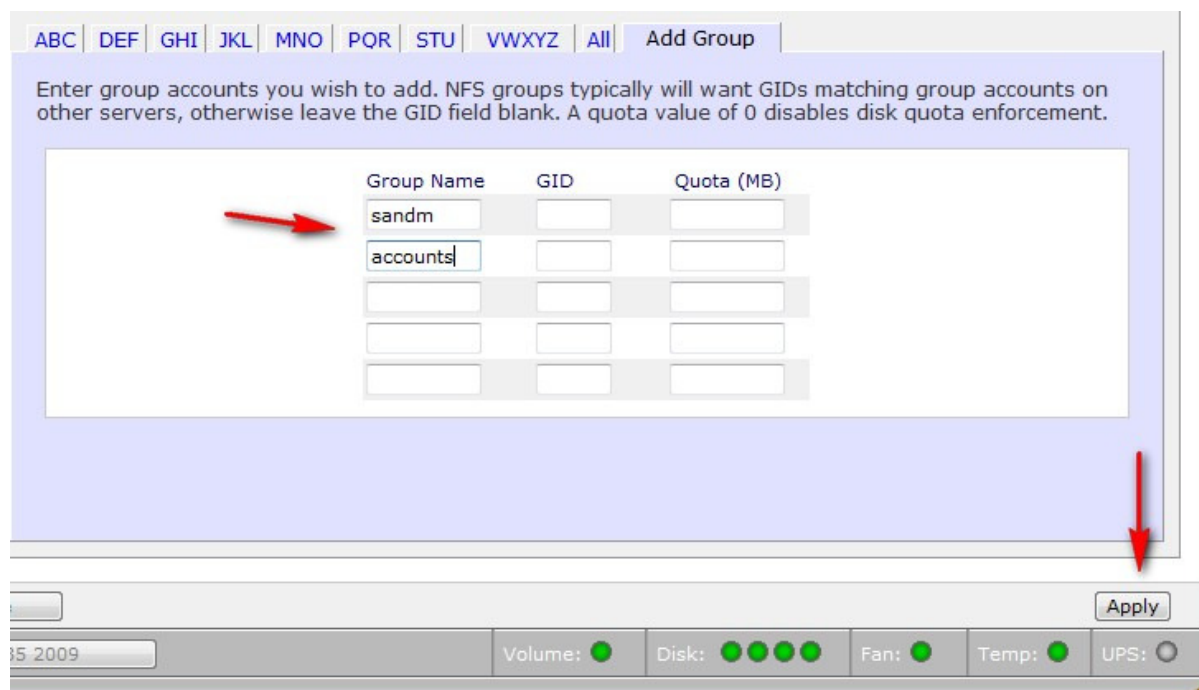 ABC DEF GHI JKL MNO PQR STU VWXYZ All Add Group
Enter group accounts you wish to add. NFS groups typically will want GIDs matching group accounts on
other servers, otherwise leave the GID field blank. A quota value of 0 disables disk quota enforcement.
Group Name GID Quota (MB)
sandm
accounts
Apply
35 2009 Volume: Disk: Fan: Temp: UPS: